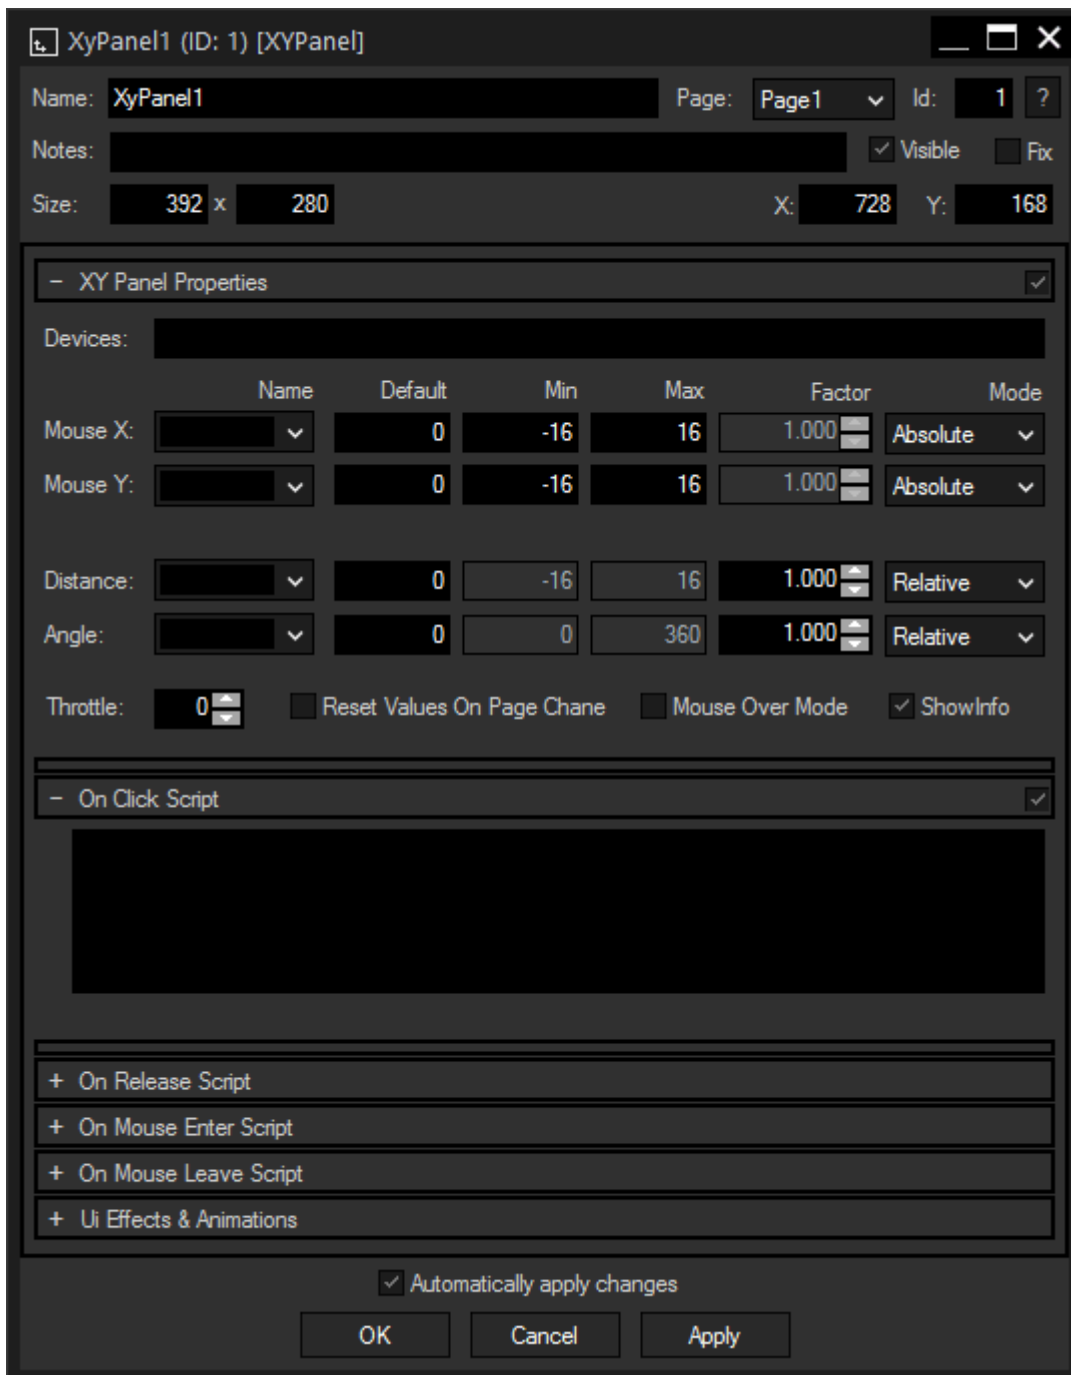 XyPanel1 (ID: 1) [XYPanel]
Name: XyPanel1 Page: Page1 Id: 1 ?
Notes: Visible Fix
Size: 392 x 280 X: 728 Y: 168
− XY Panel Properties
Devices:
Name Default Min Max Factor Mode
Mouse X: 0 -16 16 1.000 Absolute
Mouse Y: 0 -16 16 1.000 Absolute
Distance: 0 -16 16 1.000 Relative
Angle: 0 0 360 1.000 Relative
Throttle: 0 Reset Values On Page Chane Mouse Over Mode ShowInfo
− On Click Script
+ On Release Script
+ On Mouse Enter Script
+ On Mouse Leave Script
+ Ui Effects & Animations
Automatically apply changes
OK Cancel Apply